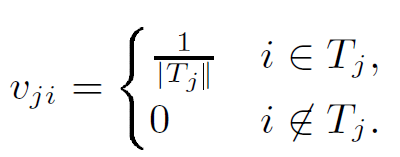 v_{ji} = \begin{cases} \frac{1}{|T_j\|} & i \in T_j, \\ 0 & i \notin T_j. \end{cases}